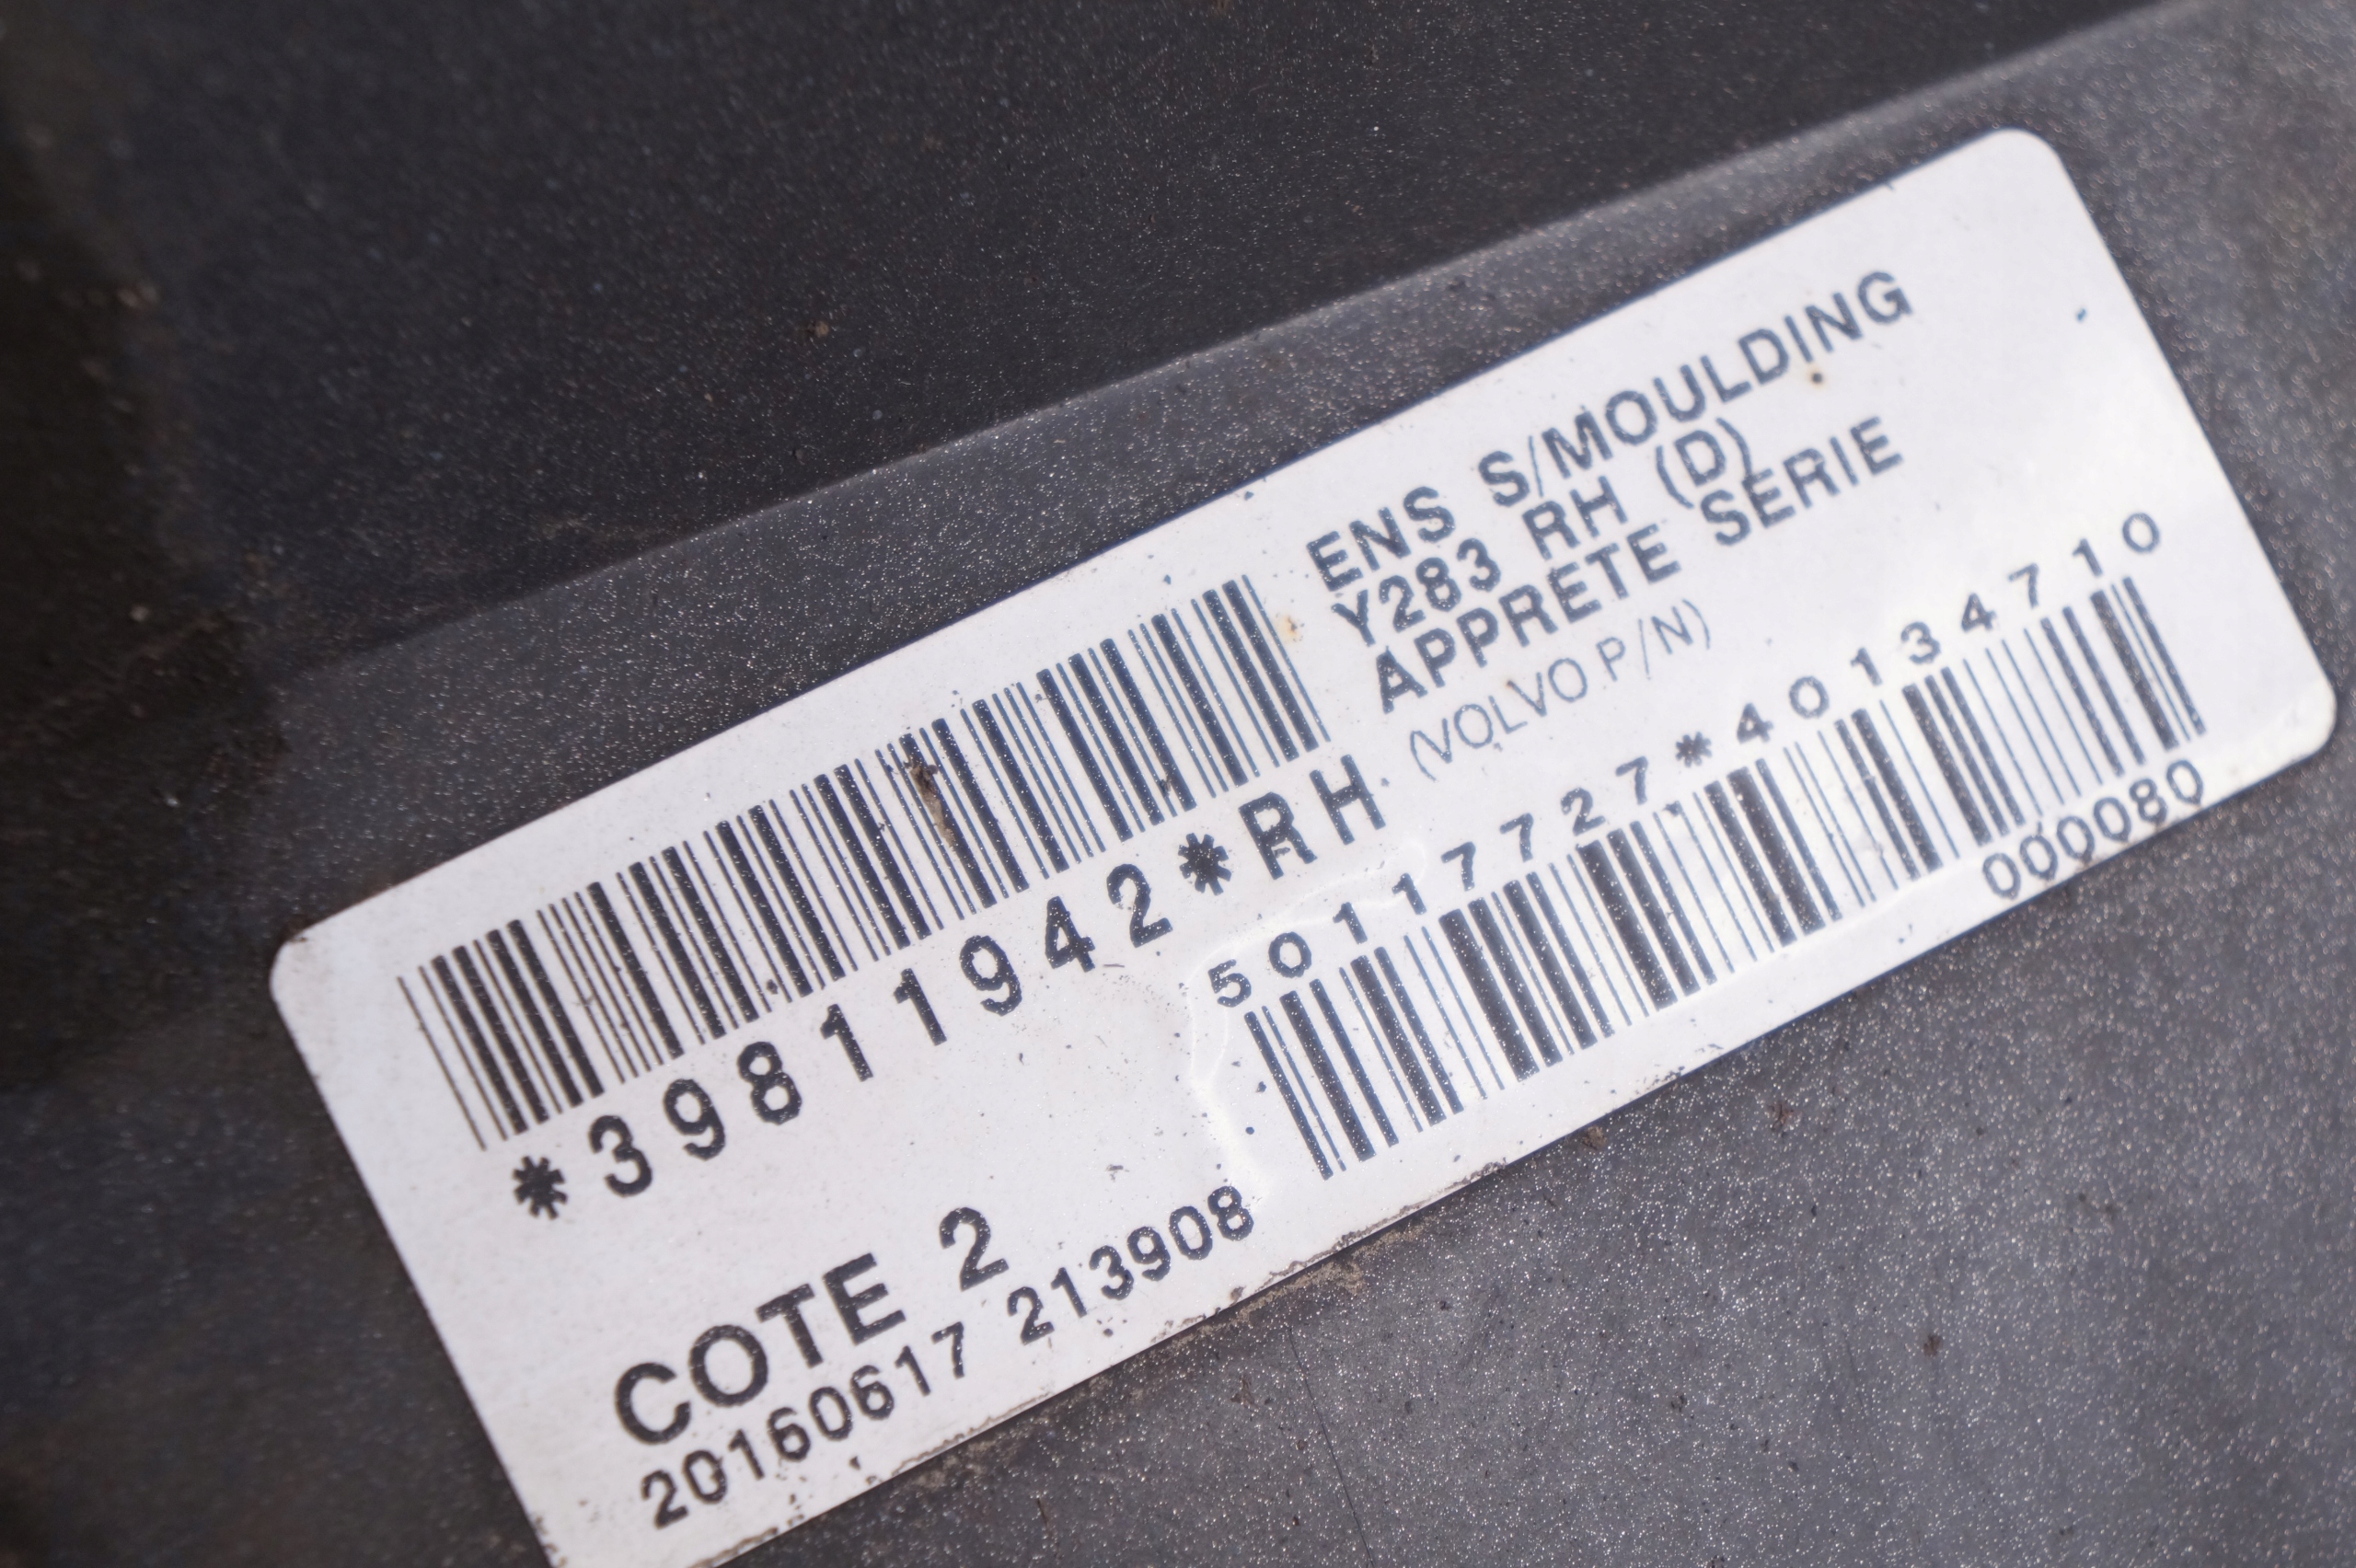 ENS S/MOULDING
Y283 RH (D)
APPRETE SERIE
(VOLVO P/N)
*39811942*RH
50117727*40134710
000080
COTE 2
20160617 213908